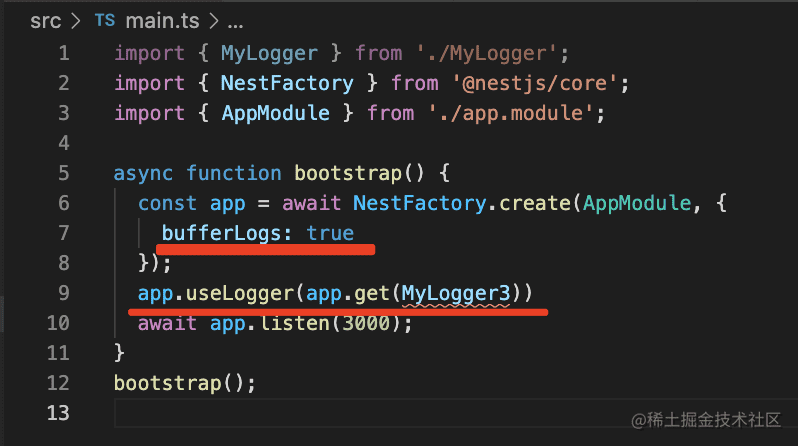 src > TS main.ts > ...
1 import { MyLogger } from './MyLogger';
2 import { NestFactory } from '@nestjs/core';
3 import { AppModule } from './app.module';
4
5 async function bootstrap() {
6 const app = await NestFactory.create(AppModule, {
7 bufferLogs: true
8 });
9 app.useLogger(app.get(MyLogger3))
10 await app.listen(3000);
11 }
12 bootstrap();
13
@稀土掘金技术社区